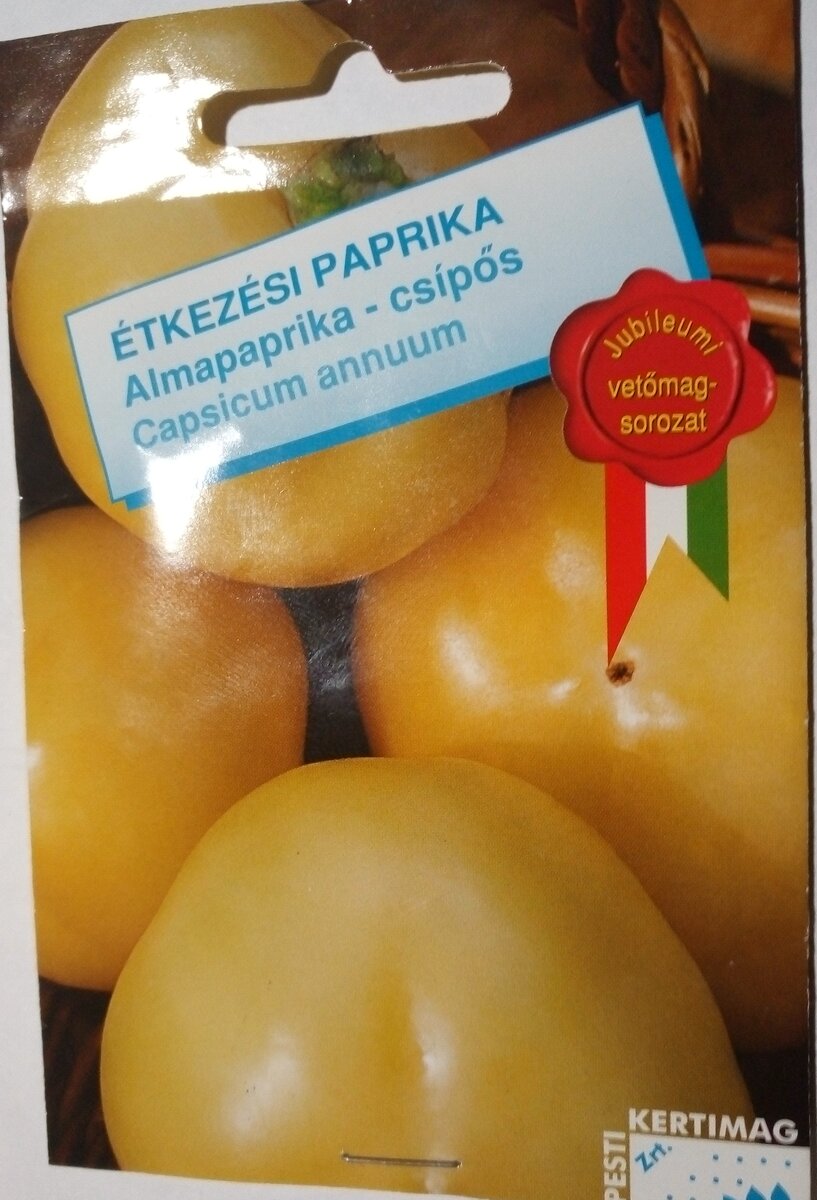 ÉTKEZÉSI PAPRIKA
Almapaprika - csípős
Capsicum annuum
Jubileumi
vetőmag-
sorozat
KERTIMAG
PESTI
Zrt.